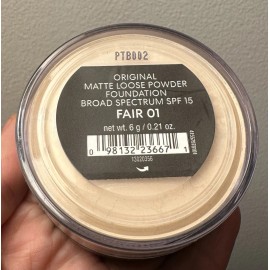 PTB002
ORIGINAL
MATTE LOOSE POWDER
FOUNDATION
BROAD SPECTRUM SPF 15
FAIR 01
net wt. 6 g / 0.21 oz.
0 98132 23667 1